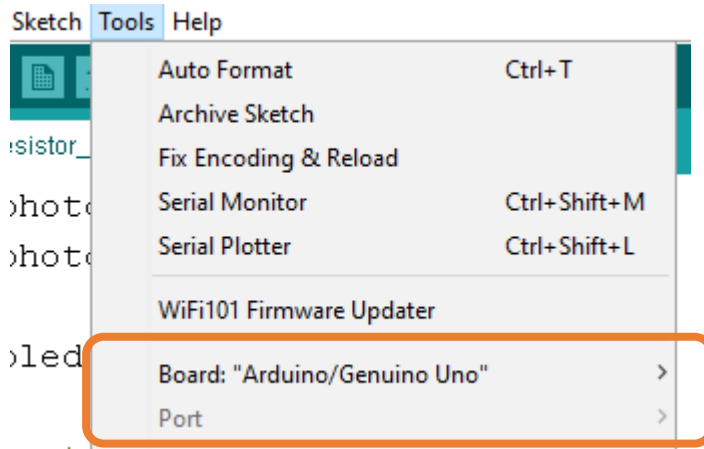 Sketch Tools Help
Auto Format Ctrl+T
Archive Sketch
Fix Encoding & Reload
Serial Monitor Ctrl+Shift+M
Serial Plotter Ctrl+Shift+L
WiFi101 Firmware Updater
Board: "Arduino/Genuino Uno"
Port